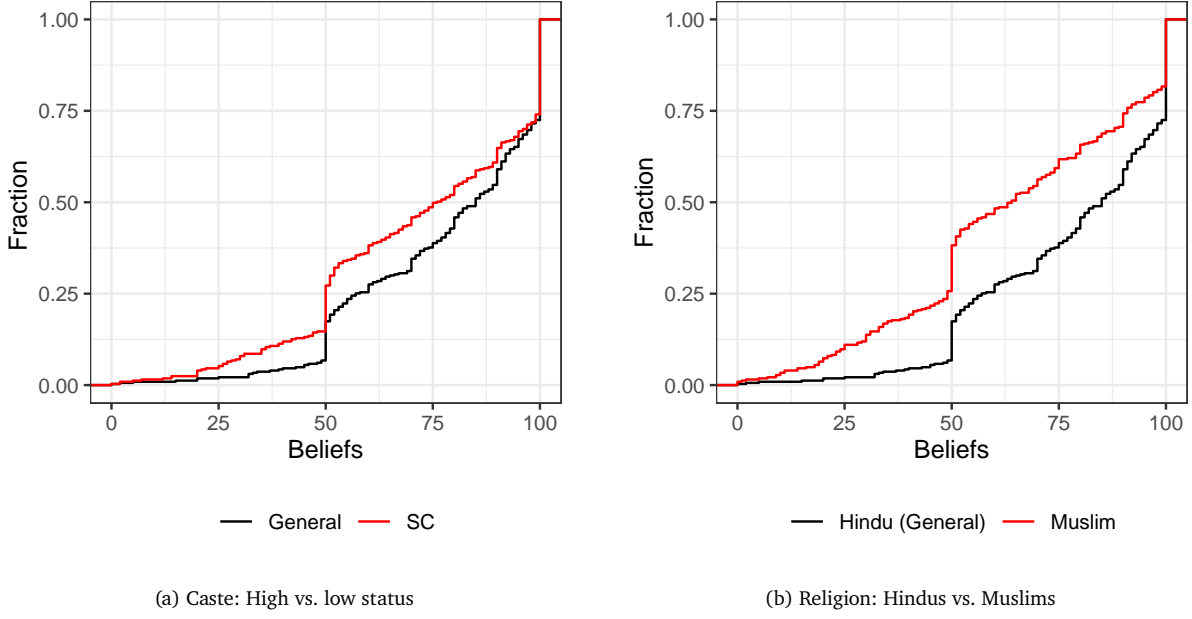 1.00
0.75
0.50
0.25
0.00
Fraction
0 25 50 75 100
Beliefs
General SC
(a) Caste: High vs. low status
1.00
0.75
0.50
0.25
0.00
Fraction
0 25 50 75 100
Beliefs
Hindu (General) Muslim
(b) Religion: Hindus vs. Muslims